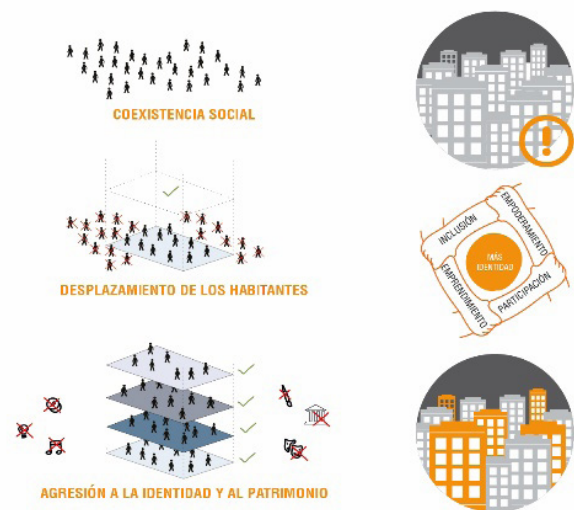 COEXISTENCIA SOCIAL
DESPLAZAMIENTO DE LOS HABITANTES
AGRESIÓN A LA IDENTIDAD Y AL PATRIMONIO
!
INCLUSIÓN
EMPODERAMIENTO
MÁS
IDENTIDAD
EMPRENDIMIENTO
PARTICIPACIÓN